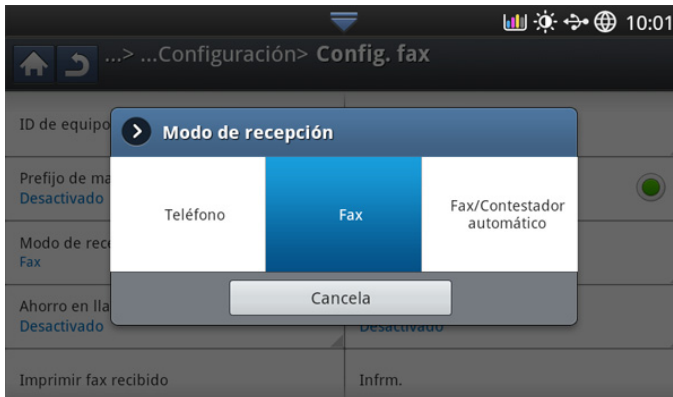 10:01
...> ...Configuración> Config. fax
ID de equipo
Modo de recepción
Prefijo de ma
Desactivado
Teléfono
Fax
Fax/Contestador
automático
Modo de rece
Fax
Cancela
Ahorro en lla
Desactivado
Desactivado
Imprimir fax recibido
Infrm.